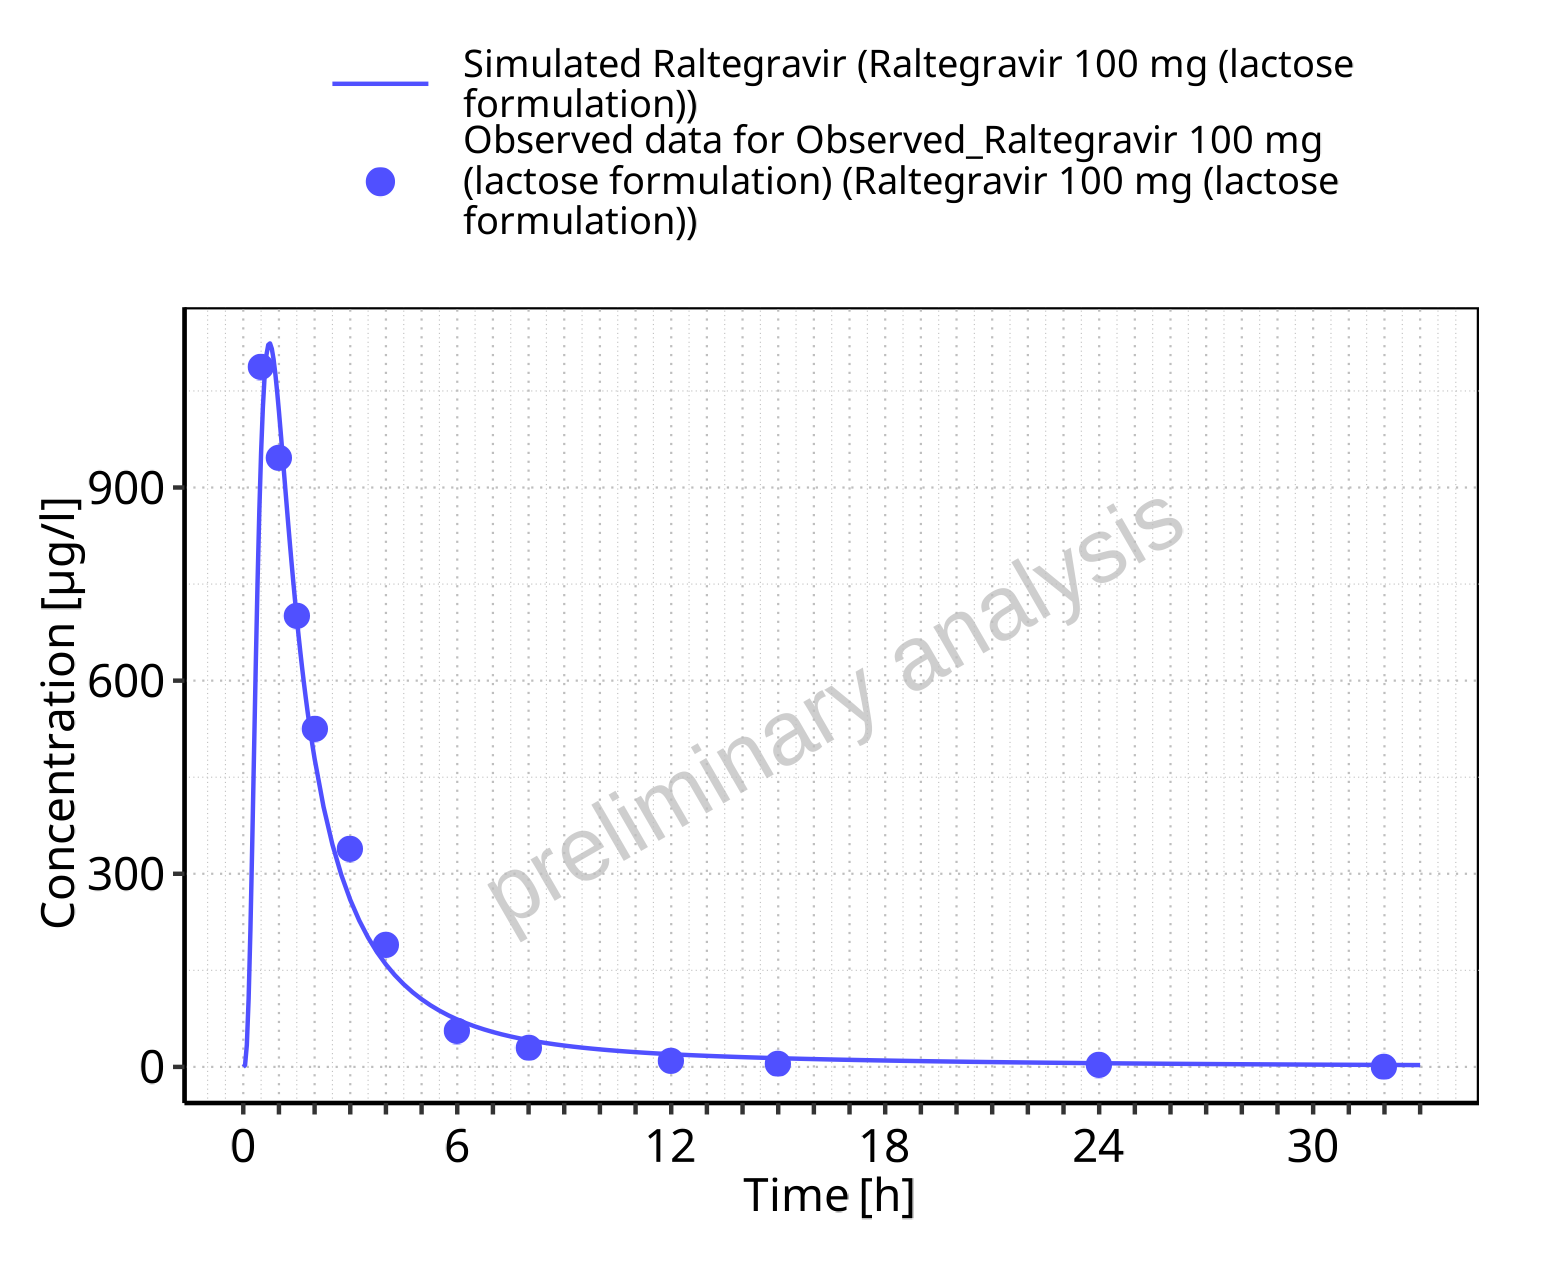 Simulated Raltegravir (Raltegravir 100 mg (lactose
formulation))
Observed data for Observed_Raltegravir 100 mg
(lactose formulation) (Raltegravir 100 mg (lactose
formulation))
900
600
300
0
Concentration [µg/l]
preliminary analysis
0 6 12 18 24 30
Time [h]